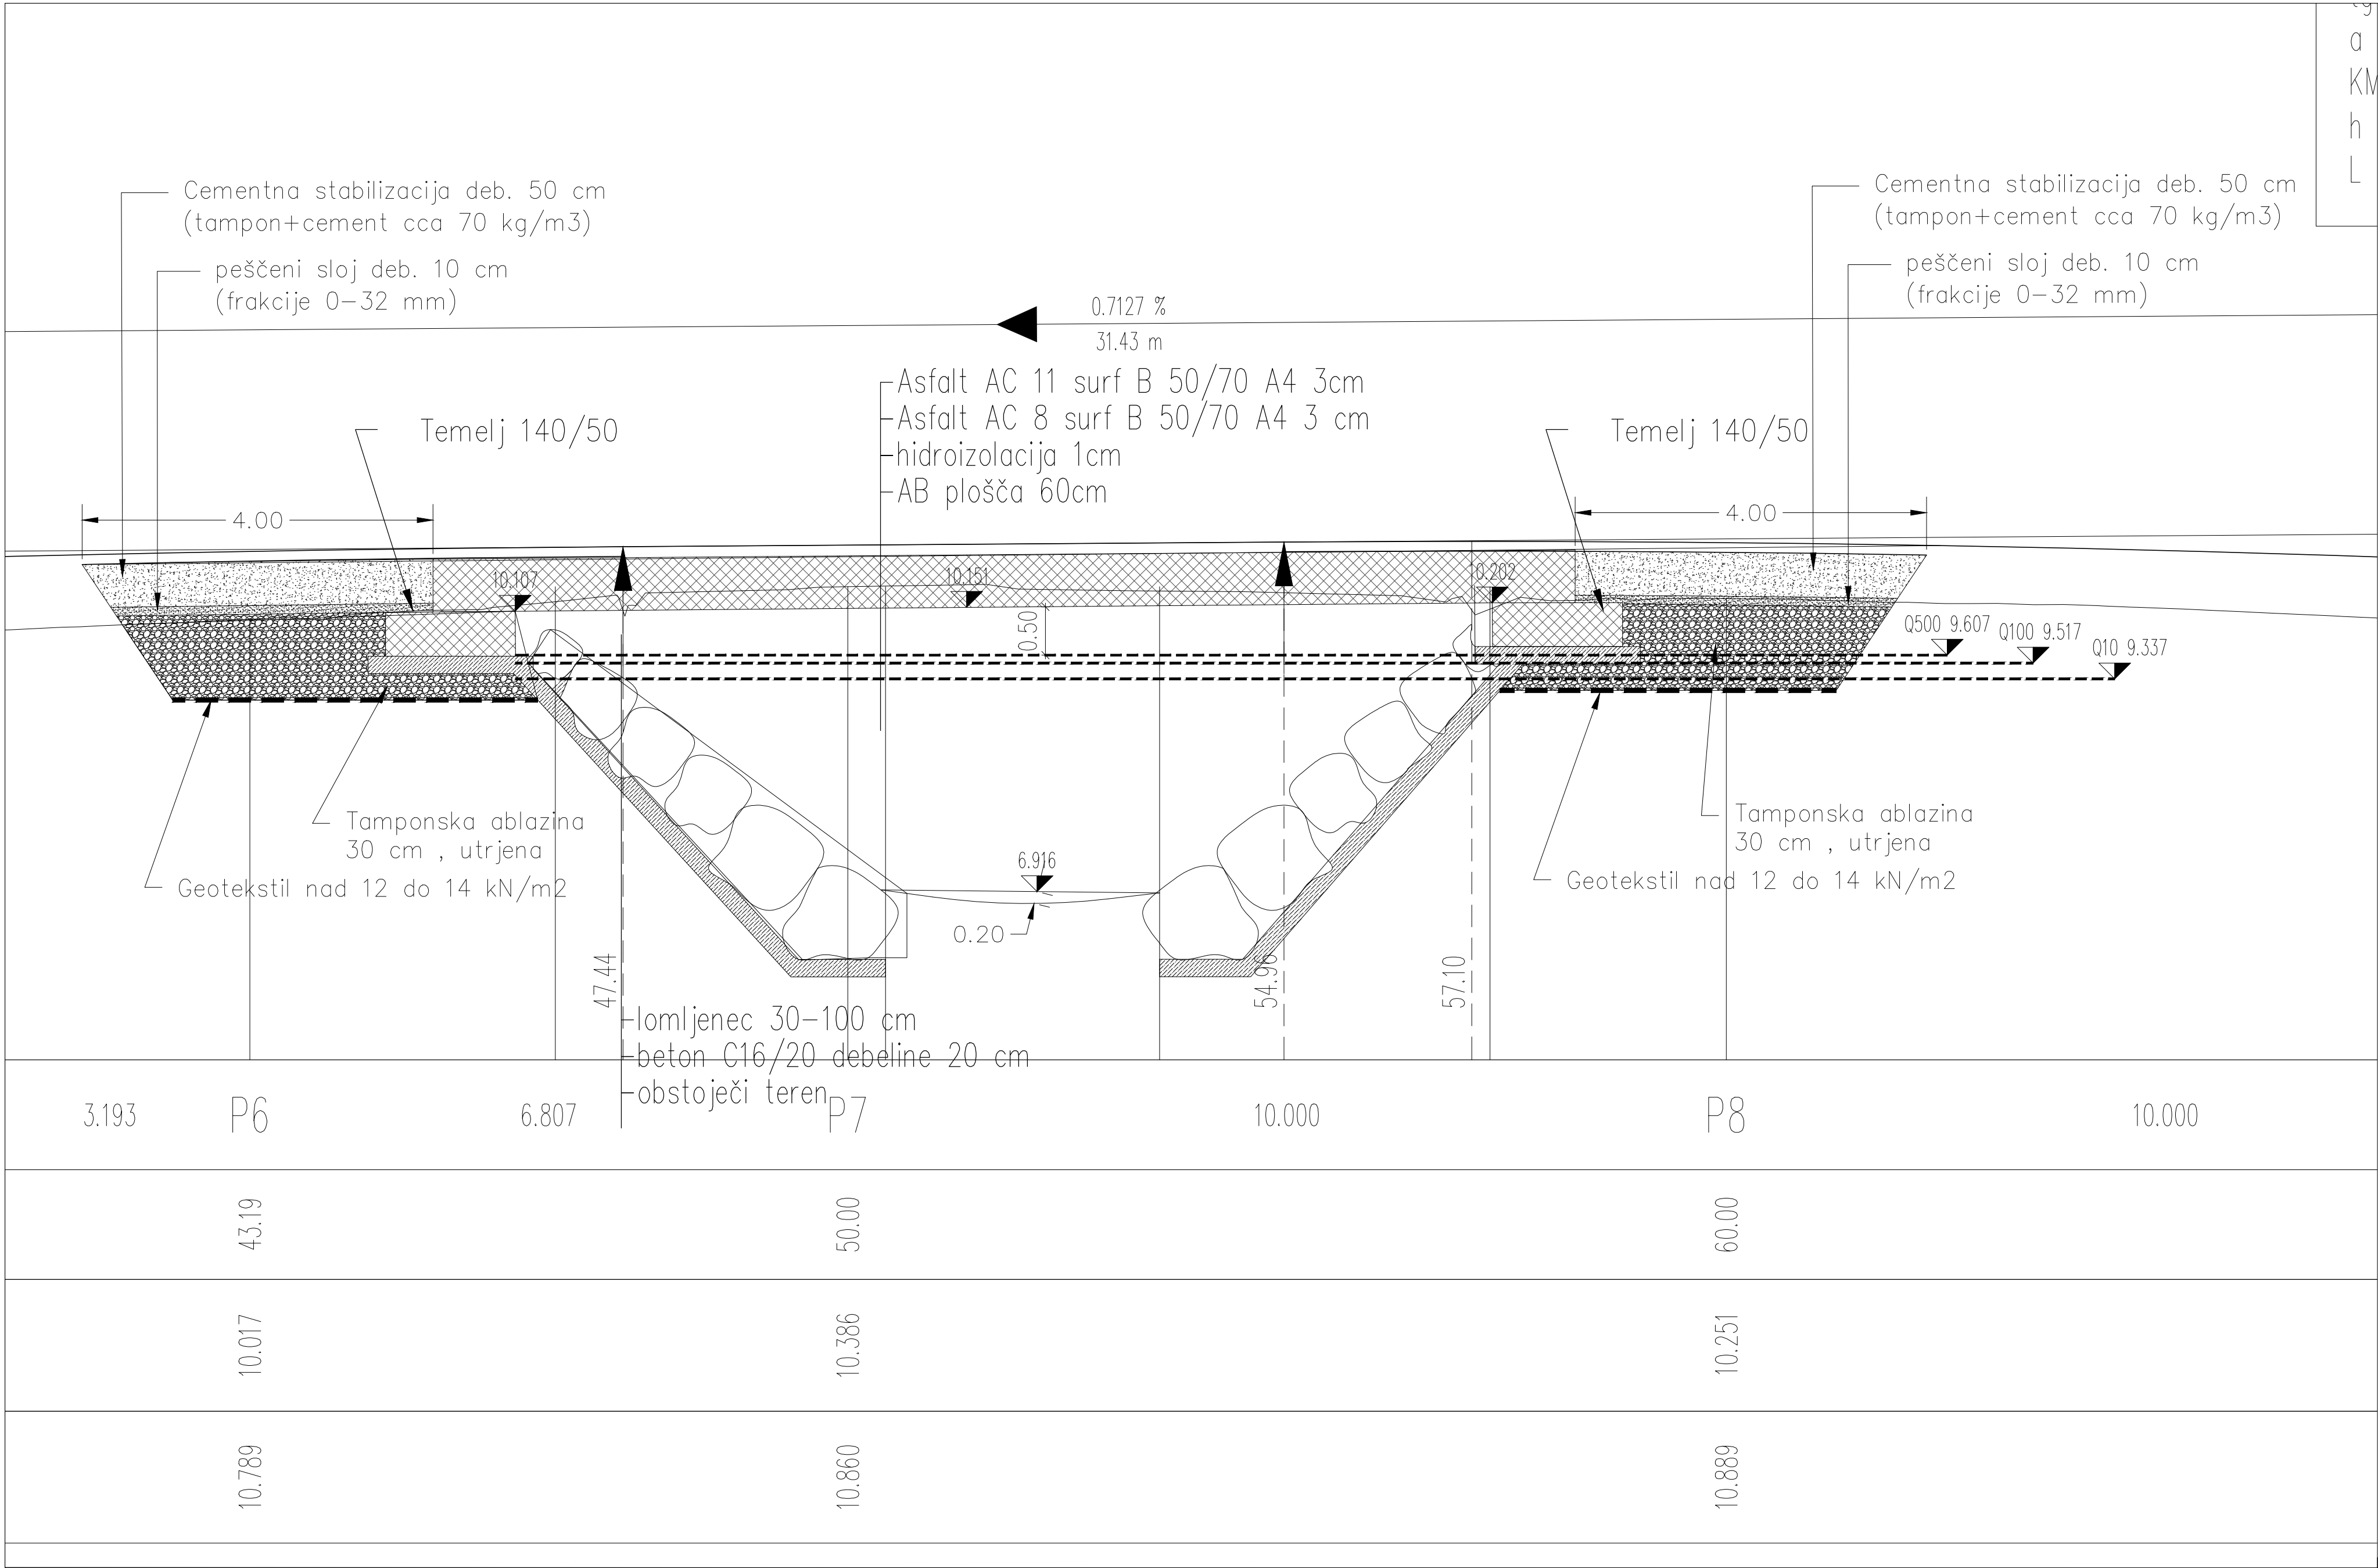 a
KM
h
L
Cementna stabilizacija deb. 50 cm
(tampon+cement cca 70 kg/m3)
peščeni sloj deb. 10 cm
(frakcije 0-32 mm)
Cementna stabilizacija deb. 50 cm
(tampon+cement cca 70 kg/m3)
peščeni sloj deb. 10 cm
(frakcije 0-32 mm)
0.7127 %
31.43 m
Asfalt AC 11 surf B 50/70 A4 3cm
Asfalt AC 8 surf B 50/70 A4 3 cm
hidroizolacija 1cm
AB plošča 60cm
Temelj 140/50
Temelj 140/50
4.00
4.00
10.107
10.151
0.202
0.50
Q500 9.607
Q100 9.517
Q10 9.337
Tamponska ablazina
30 cm , utrjena
Geotekstil nad 12 do 14 kN/m2
Tamponska ablazina
30 cm , utrjena
Geotekstil nad 12 do 14 kN/m2
6.916
0.20
47.44
54.96
57.10
lomljenec 30-100 cm
beton C16/20 debeline 20 cm
obstoječi teren
3.193 P6 6.807 P7 10.000 P8 10.000
43.19 50.00 60.00
10.017 10.386 10.251
10.789 10.860 10.889